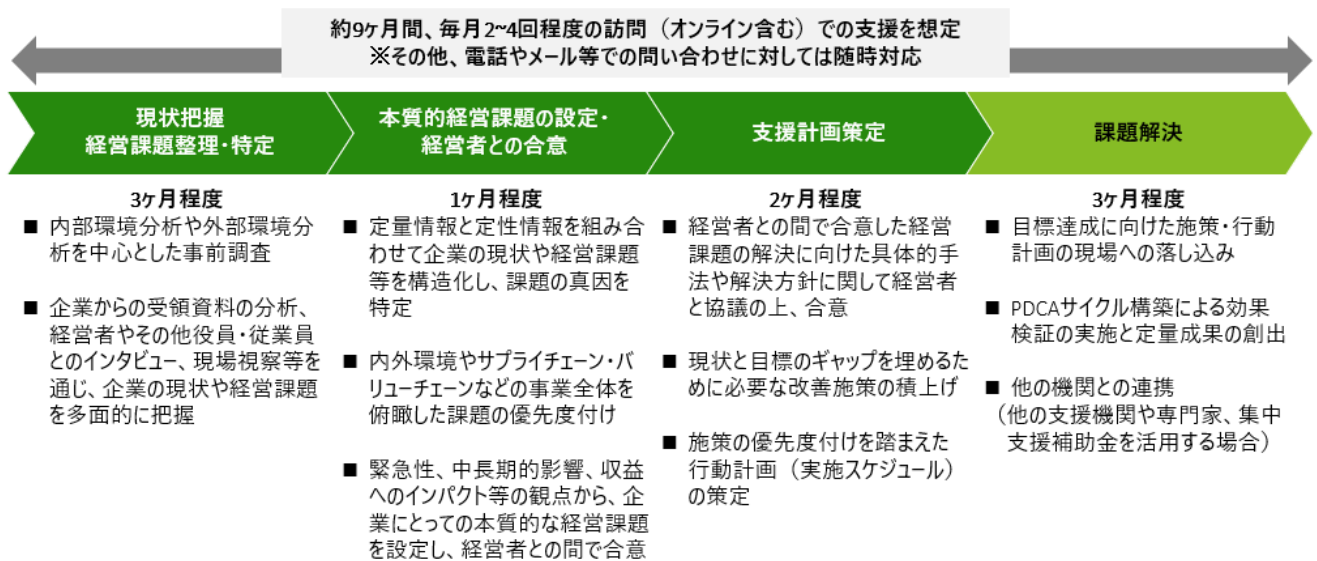 約9ヶ月間、毎月2~4回程度の訪問（オンライン含む）での支援を想定
※その他、電話やメール等での問い合わせに対しては随時対応
現状把握
経営課題整理・特定
本質的経営課題の設定・
経営者との合意
支援計画策定
課題解決
3ヶ月程度
■ 内部環境分析や外部環境分
析を中心とした事前調査
■ 企業からの受領資料の分析、
経営者やその他役員・従業員
とのインタビュー、現場視察等を
通じ、企業の現状や経営課題
を多面的に把握
1ヶ月程度
■ 定量情報と定性情報を組み合
わせて企業の現状や経営課題
等を構造化し、課題の真因を
特定
■ 内外環境やサプライチェーン・バ
リューチェーンなどの事業全体を
俯瞰した課題の優先度付け
■ 緊急性、中長期的影響、収益
へのインパクト等の観点から、企
業にとっての本質的な経営課題
を設定し、経営者との間で合意
2ヶ月程度
■ 経営者との間で合意した経営
課題の解決に向けた具体的手
法や解決方針に関して経営者
と協議の上、合意
■ 現状と目標のギャップを埋めるた
めに必要な改善施策の積上げ
■ 施策の優先度付けを踏まえた
行動計画（実施スケジュール）
の策定
3ヶ月程度
■ 目標達成に向けた施策・行動
計画の現場への落し込み
■ PDCAサイクル構築による効果
検証の実施と定量成果の創出
■ 他の機関との連携
（他の支援機関や専門家、集中
支援補助金を活用する場合）